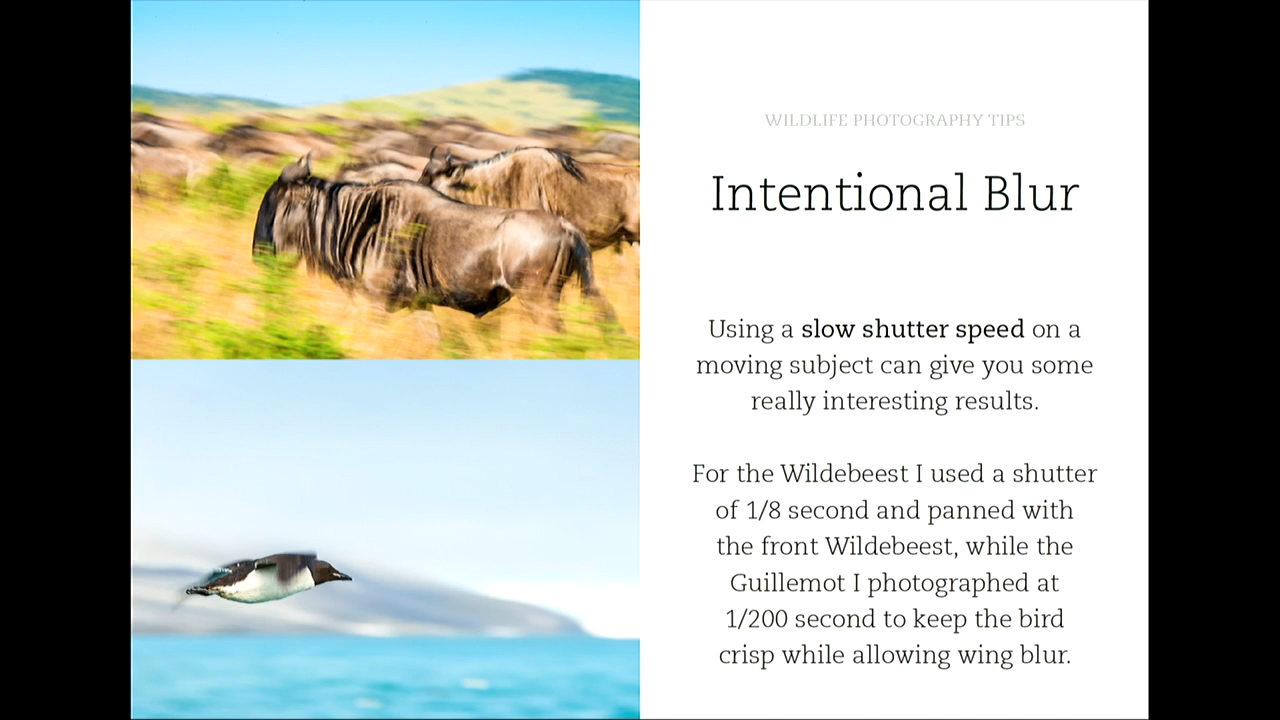 WILDLIFE PHOTOGRAPHY TIPS
Intentional Blur
Using a slow shutter speed on a
moving subject can give you some
really interesting results.
For the Wildebeest I used a shutter
of 1/8 second and panned with
the front Wildebeest, while the
Guillemot I photographed at
1/200 second to keep the bird
crisp while allowing wing blur.